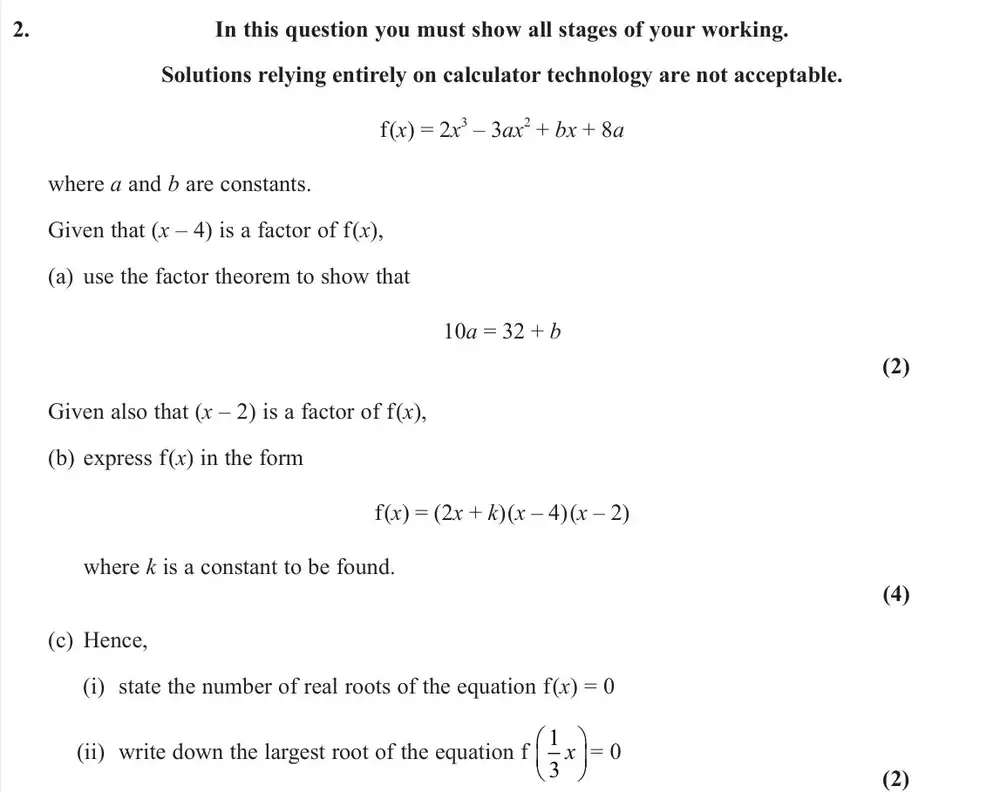 2. In this question you must show all stages of your working.
Solutions relying entirely on calculator technology are not acceptable.
f(x) = 2x³ – 3ax² + bx + 8a
where a and b are constants.
Given that (x – 4) is a factor of f(x),
(a) use the factor theorem to show that
10a = 32 + b
(2)
Given also that (x – 2) is a factor of f(x),
(b) express f(x) in the form
f(x) = (2x + k)(x – 4)(x – 2)
where k is a constant to be found.
(4)
(c) Hence,
(i) state the number of real roots of the equation f(x) = 0
(ii) write down the largest root of the equation f(1/3 x) = 0
(2)